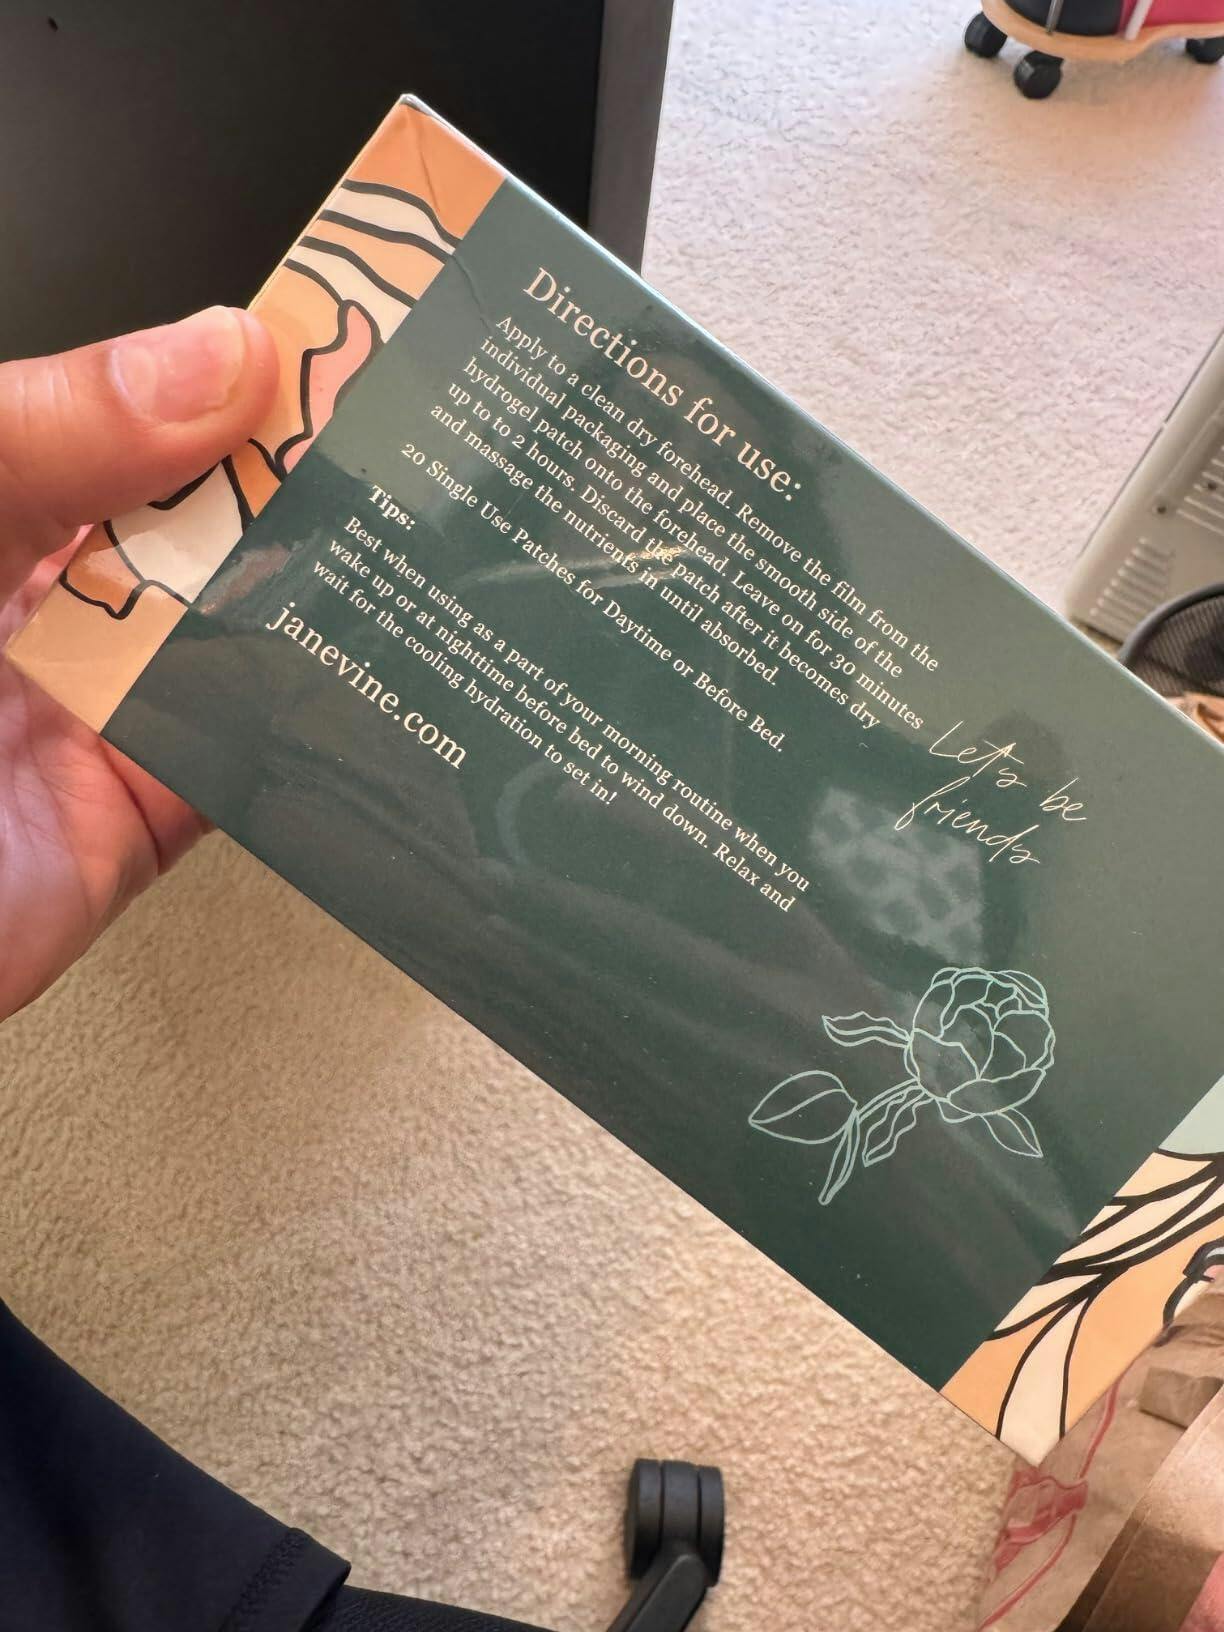 Directions for use:
Apply to a clean dry forehead. Remove the film from the
individual packaging and place the smooth side of the
hydrogel patch onto the forehead. Leave on for 30 minutes
up to to 2 hours. Discard the patch after it becomes dry
and massage the nutrients in until absorbed.
20 Single Use Patches for Daytime or Before Bed.
Tips:
Best when using as a part of your morning routine when you
wake up or at nighttime before bed to wind down. Relax and
wait for the cooling hydration to set in!
janevine.com
Let's be
friends